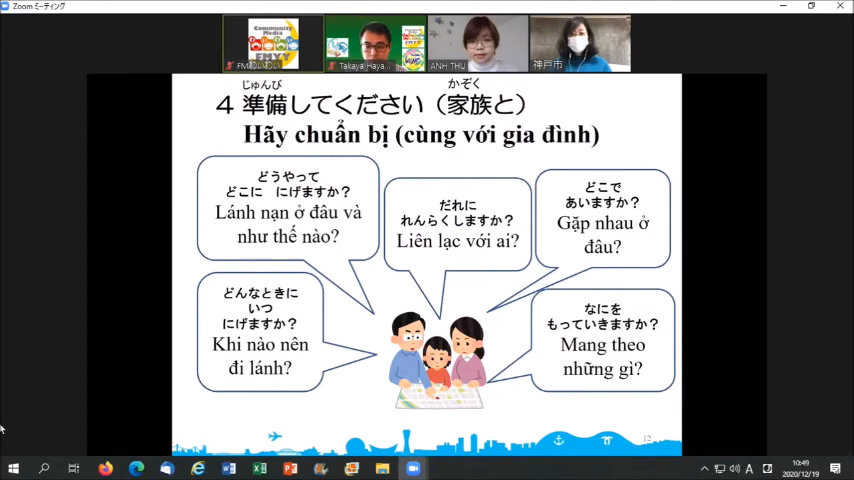 Zoom ミーティング
Community
Media
FMYY
FMわいわい
Takaya Haya...
ANH THU
神戸市
じゅんび
かぞく
4 準備してください（家族と）
Hãy chuẩn bị (cùng với gia đình)
どうやって
どこに にげますか？
Lánh nạn ở đâu và
như thế nào?
だれに
れんらくしますか？
Liên lạc với ai?
どこで
あいますか？
Gặp nhau ở
đâu?
どんなときに
いつ
にげますか？
Khi nào nên
đi lánh?
なにを
もっていきますか？
Mang theo
những gì?
12
10:49
2020/12/19